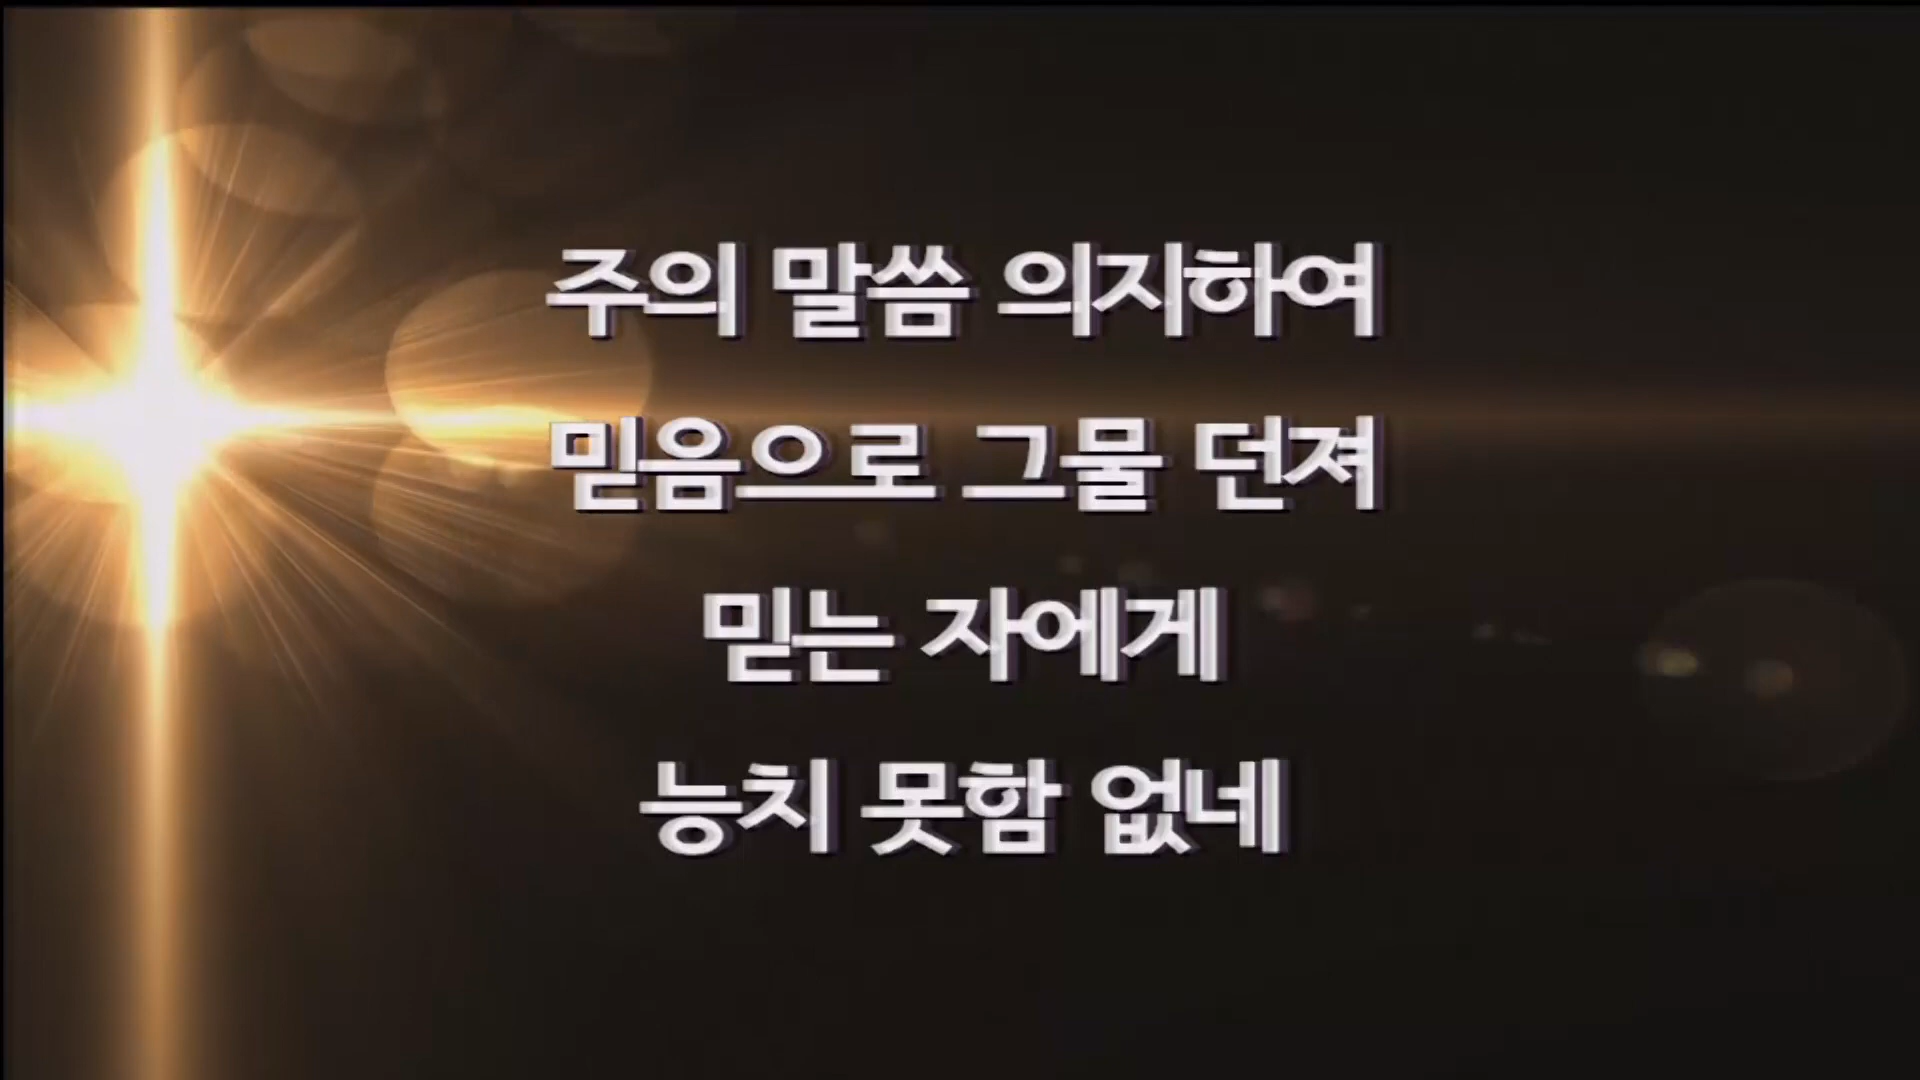 주의 말씀 의지하여
믿음으로 그물 던져
믿는 자에게
능치 못함 없네